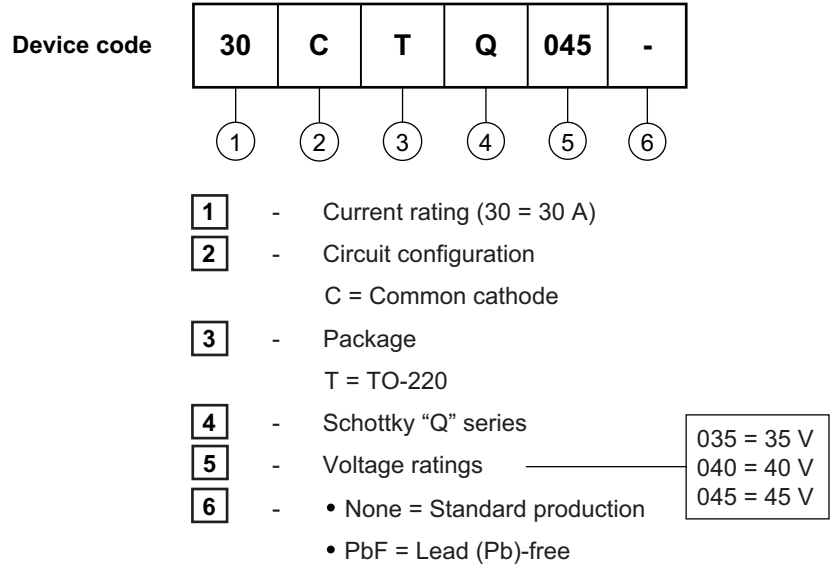 Device code 30 C T Q 045 -
1 2 3 4 5 6
1 - Current rating (30 = 30 A)
2 - Circuit configuration
C = Common cathode
3 - Package
T = TO-220
4 - Schottky “Q” series
5 - Voltage ratings
035 = 35 V
040 = 40 V
045 = 45 V
6 - • None = Standard production
• PbF = Lead (Pb)-free